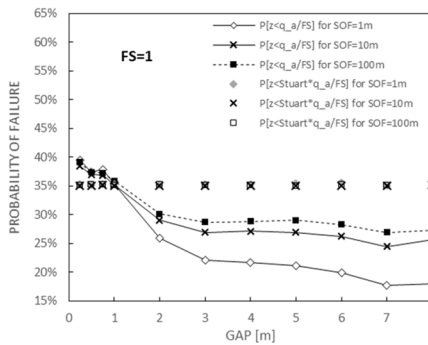 65%
60%
55%
50%
45%
40%
35%
30%
25%
20%
15%
PROBABILITY OF FAILURE
FS=1
P[z<q_a/FS] for SOF=1m
P[z<q_a/FS] for SOF=10m
P[z<q_a/FS] for SOF=100m
P[z<Stuart*q_a/FS] for SOF=1m
P[z<Stuart*q_a/FS] for SOF=10m
P[z<Stuart*q_a/FS] for SOF=100m
0 1 2 3 4 5 6 7
GAP [m]